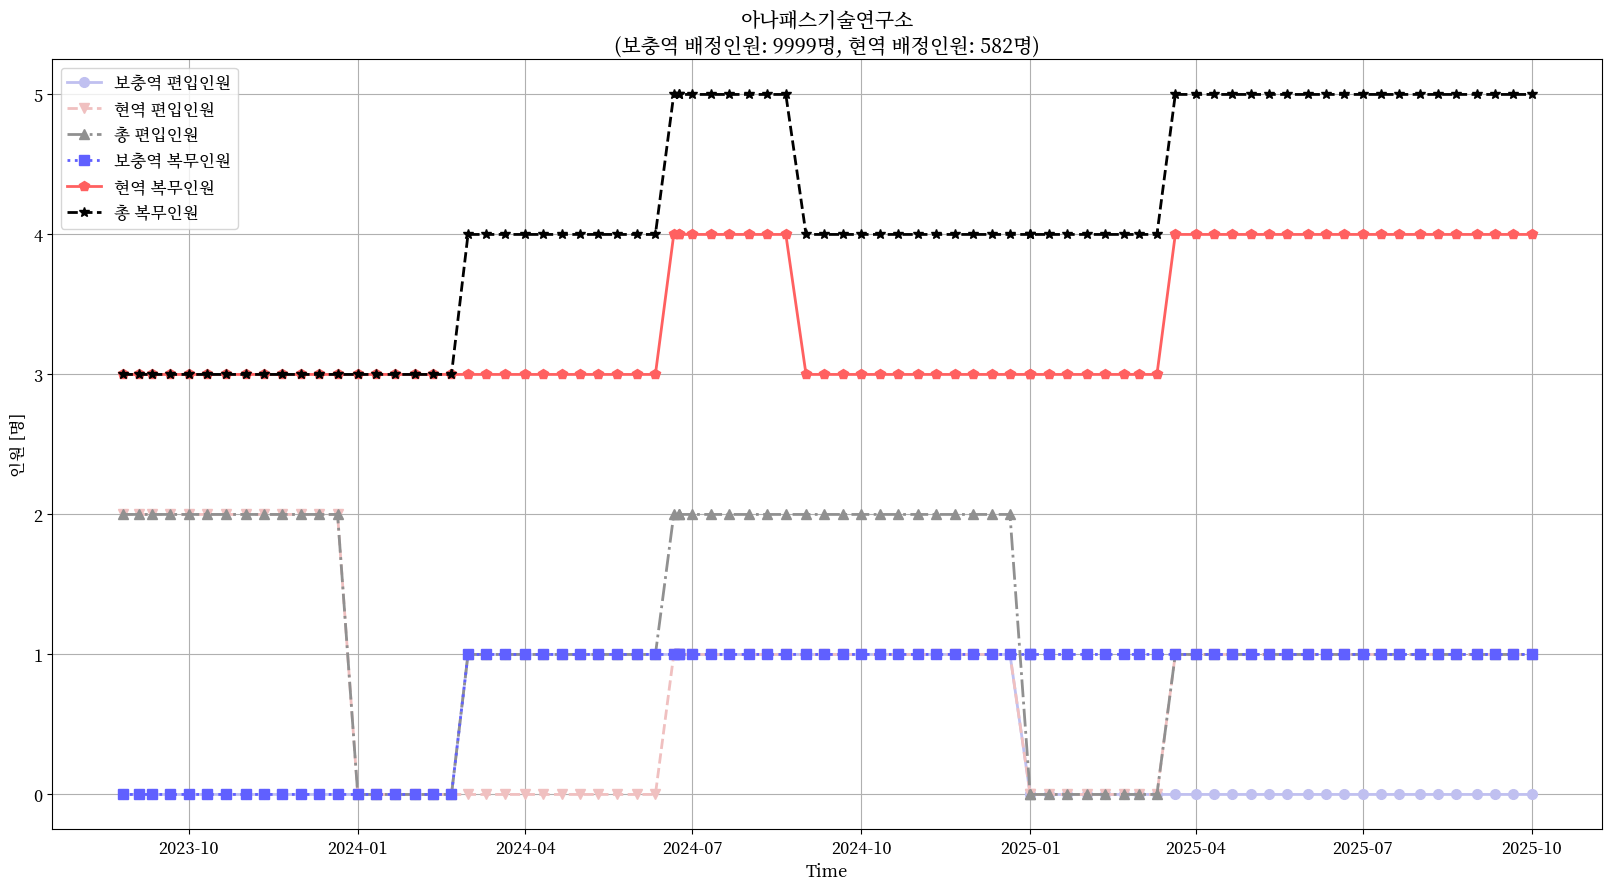 아나패스기술연구소
(보충역 배정인원: 9999명, 현역 배정인원: 582명)
보충역 편입인원
현역 편입인원
총 편입인원
보충역 복무인원
현역 복무인원
총 복무인원
인원 [명]
5
4
3
2
1
0
2023-10
2024-01
2024-04
2024-07
2024-10
2025-01
2025-04
2025-07
2025-10
Time